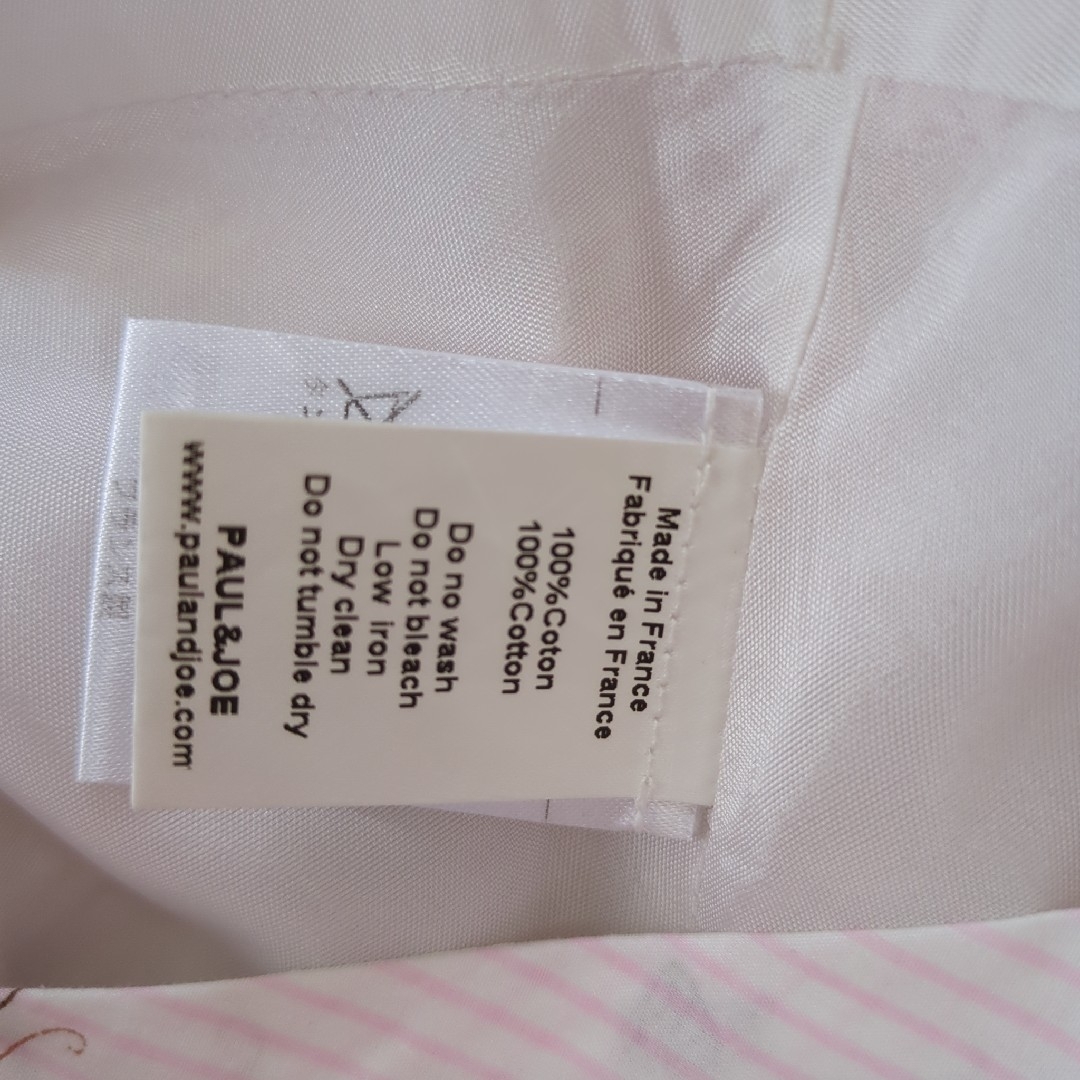 Made in France
Fabriqué en France
100%Coton
100%Cotton
Do no wash
Do not bleach
Low iron
Dry clean
Do not tumble dry
PAUL&JOE
www.paulandjoe.com